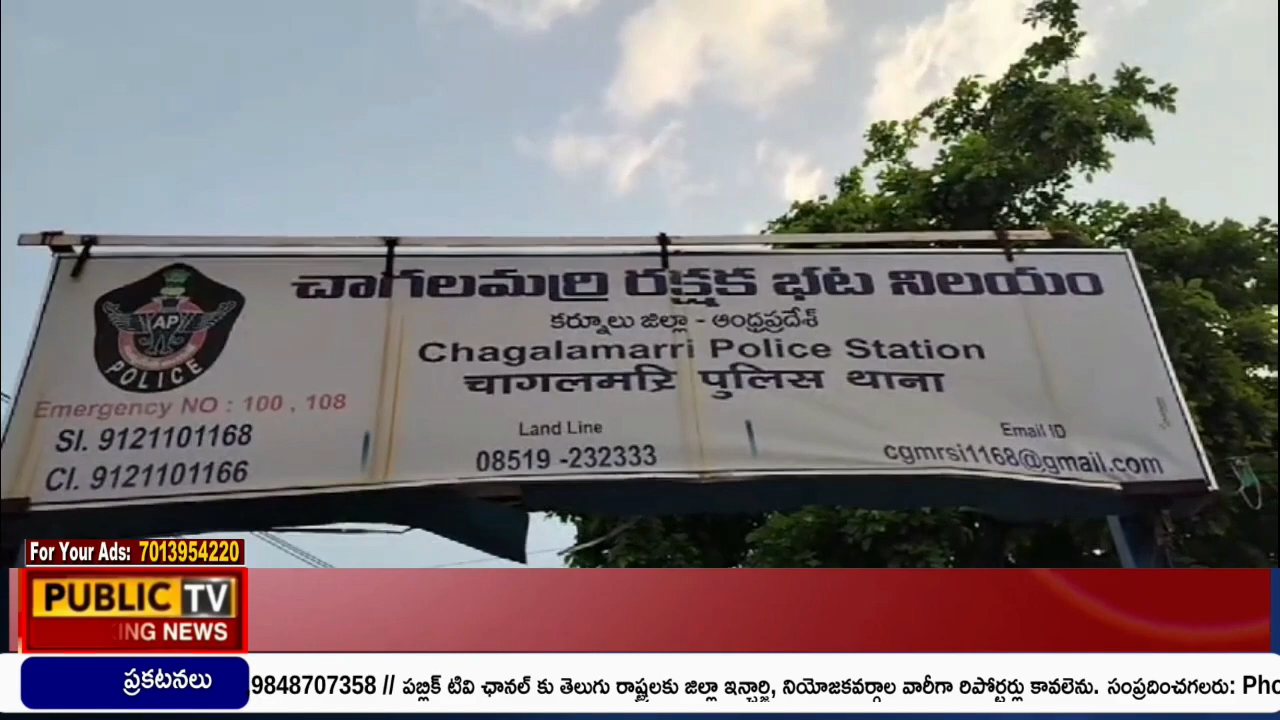 చాగలమర్రి రక్షక భట నిలయం
కర్నూలు జిల్లా - ఆంధ్రప్రదేశ్
Chagalamarri Police Station
चागलमरि पुलिस थाना
AP
POLICE
Emergency NO : 100 , 108
SI. 9121101168
CI. 9121101166
Land Line
08519 -232333
Email ID
cgmrsi1168@gmail.com
For Your Ads: 7013954220
PUBLIC TV
ING NEWS
ప్రకటనలు
9848707358 // పబ్లిక్ టివి ఛానల్ కు తెలుగు రాష్ట్రలకు జిల్లా ఇన్చార్జి, నియోజకవర్గాల వారీగా రిపోర్టర్లు కావలెను. సంప్రదించగలరు: Pho